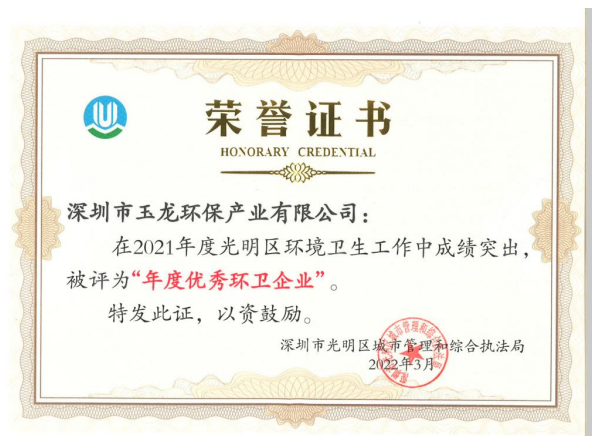 荣誉证书
HONORARY CREDENTIAL
深圳市玉龙环保产业有限公司：
在2021年度光明区环境卫生工作中成绩突出，
被评为“年度优秀环卫企业”。
特发此证，以资鼓励。
深圳市光明区城市管理和综合执法局
2022年3月